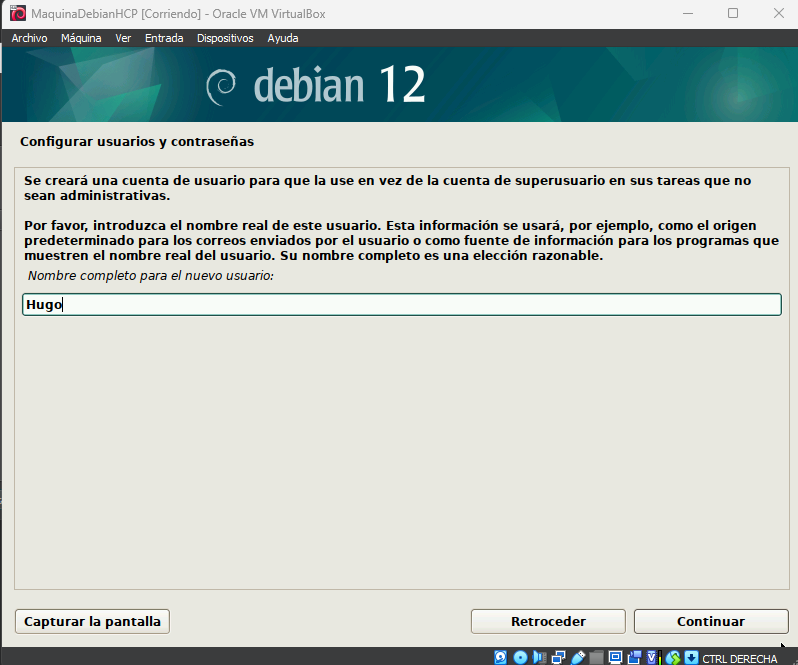 MaquinaDebianHCP [Corriendo] - Oracle VM VirtualBox
Archivo Máquina Ver Entrada Dispositivos Ayuda
debian 12
Configurar usuarios y contraseñas
Se creará una cuenta de usuario para que la use en vez de la cuenta de superusuario en sus tareas que no
sean administrativas.
Por favor, introduzca el nombre real de este usuario. Esta información se usará, por ejemplo, como el origen
predeterminado para los correos enviados por el usuario o como fuente de información para los programas que
muestren el nombre real del usuario. Su nombre completo es una elección razonable.
Nombre completo para el nuevo usuario:
Hugo
Capturar la pantalla Retroceder Continuar
CTRL DERECHA